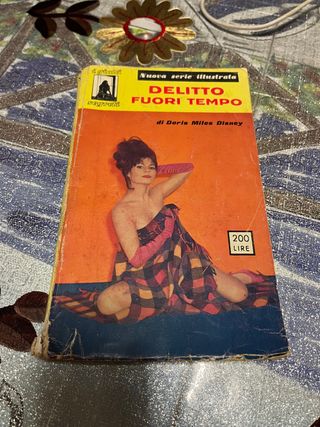 Nuova serie illustrata
DELITTO
FUORI TEMPO
di Doris Miles Disney
200
LIRE